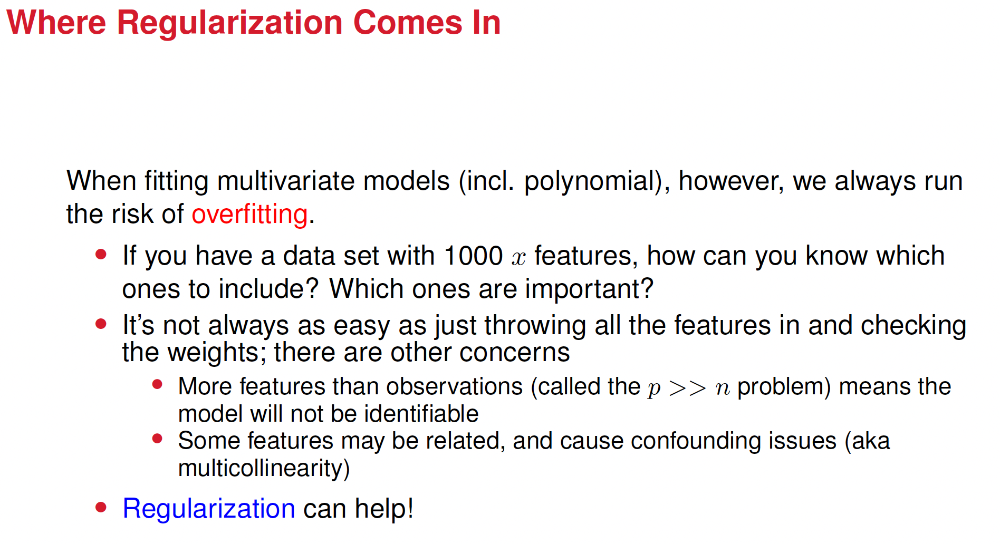 Where Regularization Comes In
When fitting multivariate models (incl. polynomial), however, we always run
the risk of overfitting.
• If you have a data set with 1000 x features, how can you know which
ones to include? Which ones are important?
• It's not always as easy as just throwing all the features in and checking
the weights; there are other concerns
• More features than observations (called the p >> n problem) means the
model will not be identifiable
• Some features may be related, and cause confounding issues (aka
multicollinearity)
• Regularization can help!